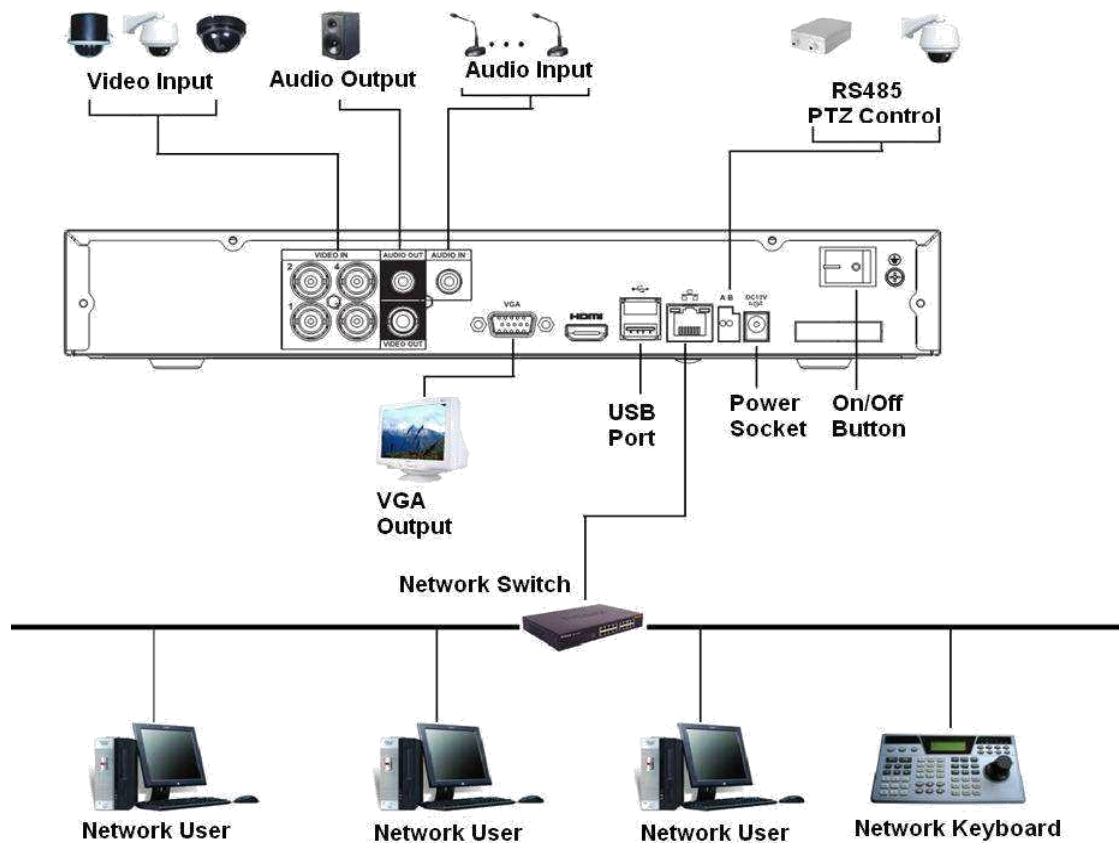 Video Input
Audio Output
Audio Input
RS485
PTZ Control
VIDEO IN
AUDIO OUT
AUDIO IN
2
4
1
VIDEO OUT
VGA
HDMI
A B
DC12V
VGA
Output
USB
Port
Power
Socket
On/Off
Button
Network Switch
Network User
Network User
Network User
Network Keyboard